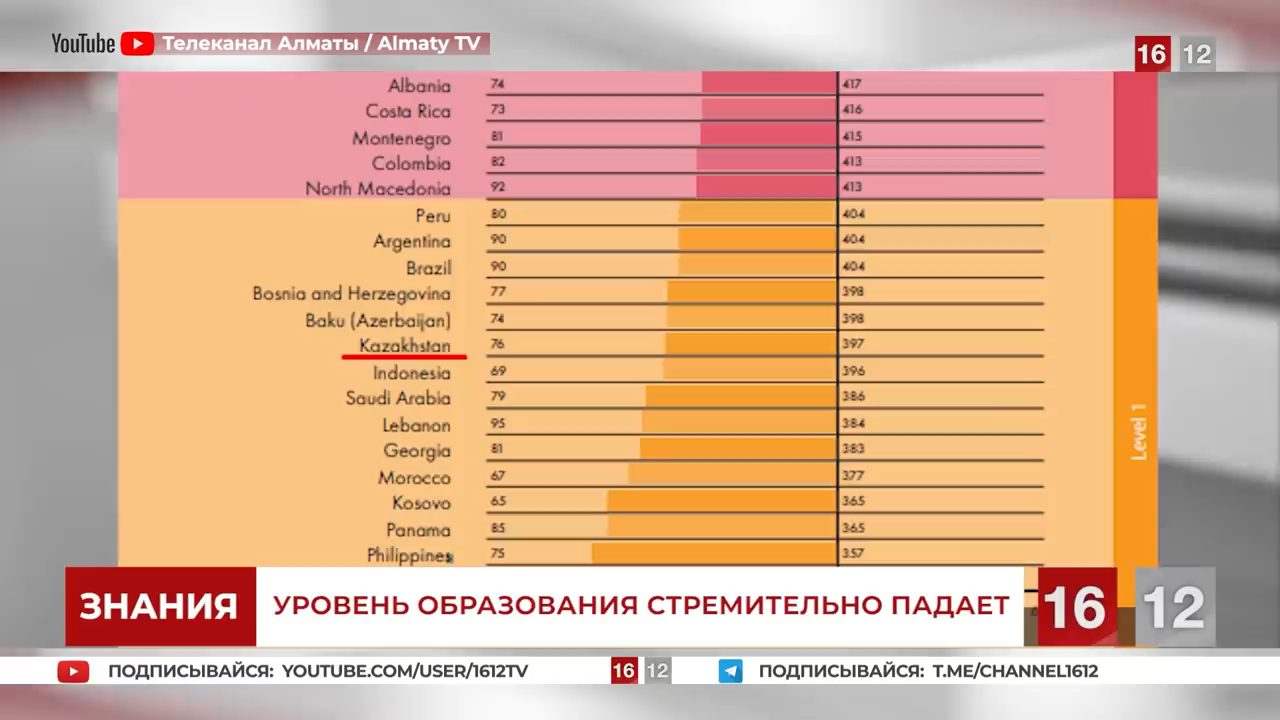 YouTube Телеканал Алматы / Almaty TV
16 12
Albania 74 417
Costa Rica 73 416
Montenegro 81 415
Colombia 82 413
North Macedonia 92 413
Peru 80 404
Argentina 90 404
Brazil 90 404
Bosnia and Herzegovina 77 398
Baku (Azerbaijan) 74 398
Kazakhstan 76 397
Indonesia 69 396
Saudi Arabia 79 386
Lebanon 95 384
Georgia 81 383
Morocco 67 377
Kosovo 65 365
Panama 85 365
Philippines 75 357
Level 1
ЗНАНИЯ УРОВЕНЬ ОБРАЗОВАНИЯ СТРЕМИТЕЛЬНО ПАДАЕТ 16 12
ПОДПИСЫВАЙСЯ: YOUTUBE.COM/USER/1612TV 16 12 ПОДПИСЫВАЙСЯ: T.ME/CHANNEL1612